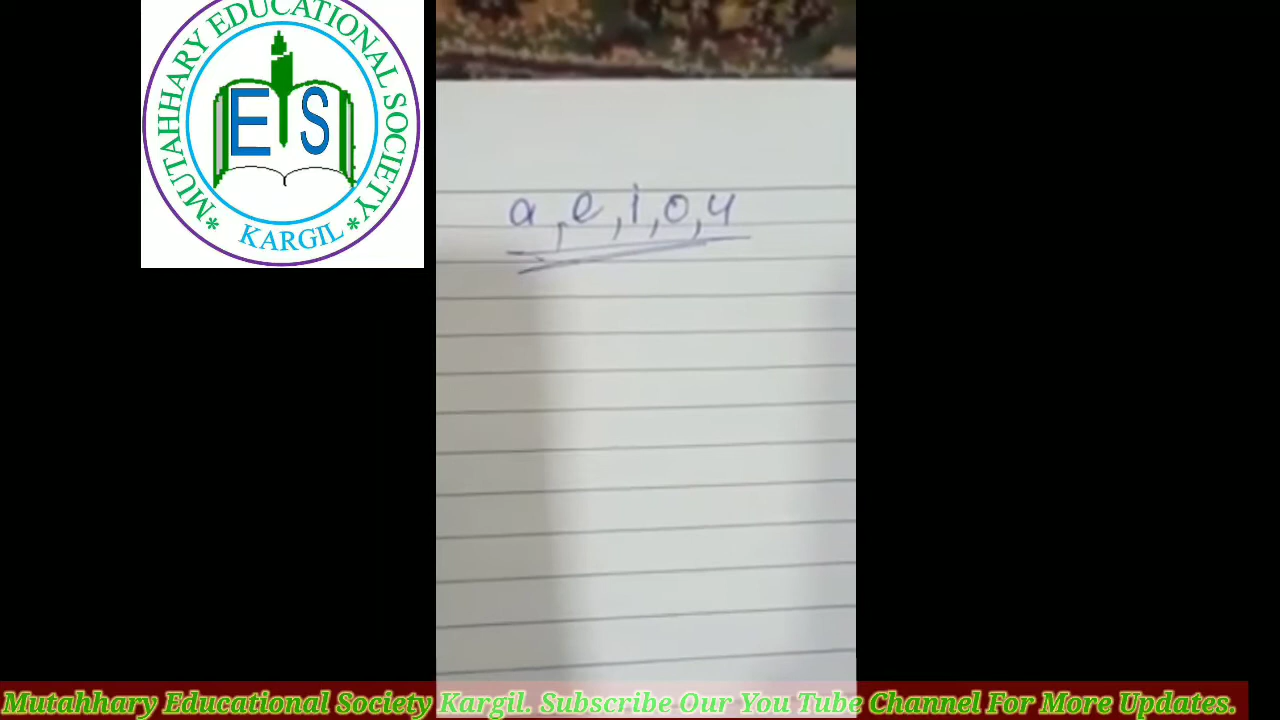 MUTAHHARY EDUCATIONAL SOCIETY
E S
* KARGIL *
a, e, i, o, u
Mutahhary Educational Society Kargil. Subscribe Our You Tube Channel For More Updates.